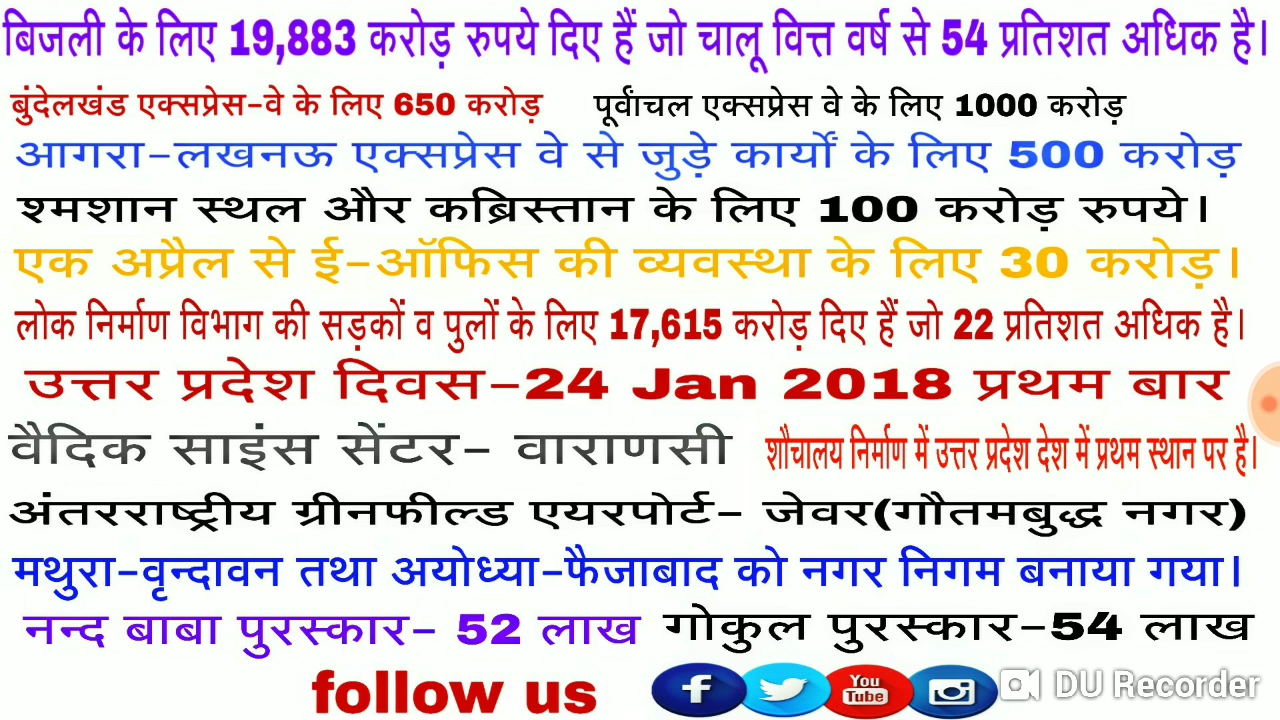 बिजली के लिए 19,883 करोड़ रुपये दिए हैं जो चालू वित्त वर्ष से 54 प्रतिशत अधिक है।
बुंदेलखंड एक्सप्रेस-वे के लिए 650 करोड़ पूर्वांचल एक्सप्रेस वे के लिए 1000 करोड़
आगरा-लखनऊ एक्सप्रेस वे से जुड़े कार्यों के लिए 500 करोड़
श्मशान स्थल और कब्रिस्तान के लिए 100 करोड़ रुपये।
एक अप्रैल से ई-ऑफिस की व्यवस्था के लिए 30 करोड़।
लोक निर्माण विभाग की सड़कों व पुलों के लिए 17,615 करोड़ दिए हैं जो 22 प्रतिशत अधिक है।
उत्तर प्रदेश दिवस-24 Jan 2018 प्रथम बार
वैदिक साइंस सेंटर- वाराणसी शौचालय निर्माण में उत्तर प्रदेश देश में प्रथम स्थान पर है।
अंतरराष्ट्रीय ग्रीनफील्ड एयरपोर्ट- जेवर(गौतमबुद्ध नगर)
मथुरा-वृन्दावन तथा अयोध्या-फैजाबाद को नगर निगम बनाया गया।
नन्द बाबा पुरस्कार- 52 लाख गोकुल पुरस्कार-54 लाख
follow us You Tube DU Recorder